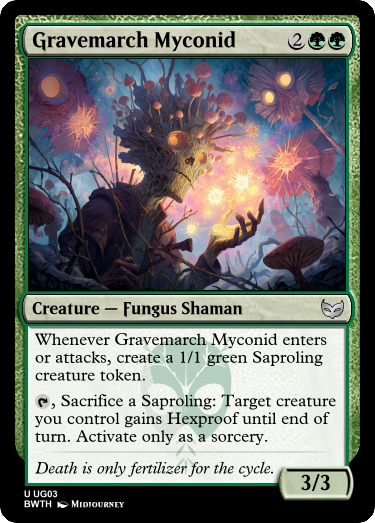 Gravemarch Myconid 2
Creature — Fungus Shaman
Whenever Gravemarch Myconid enters
or attacks, create a 1/1 green Saproling
creature token.
, Sacrifice a Saproling: Target creature
you control gains Hexproof until end of
turn. Activate only as a sorcery.
Death is only fertilizer for the cycle.
3/3
U UG03
BWTH Midjourney